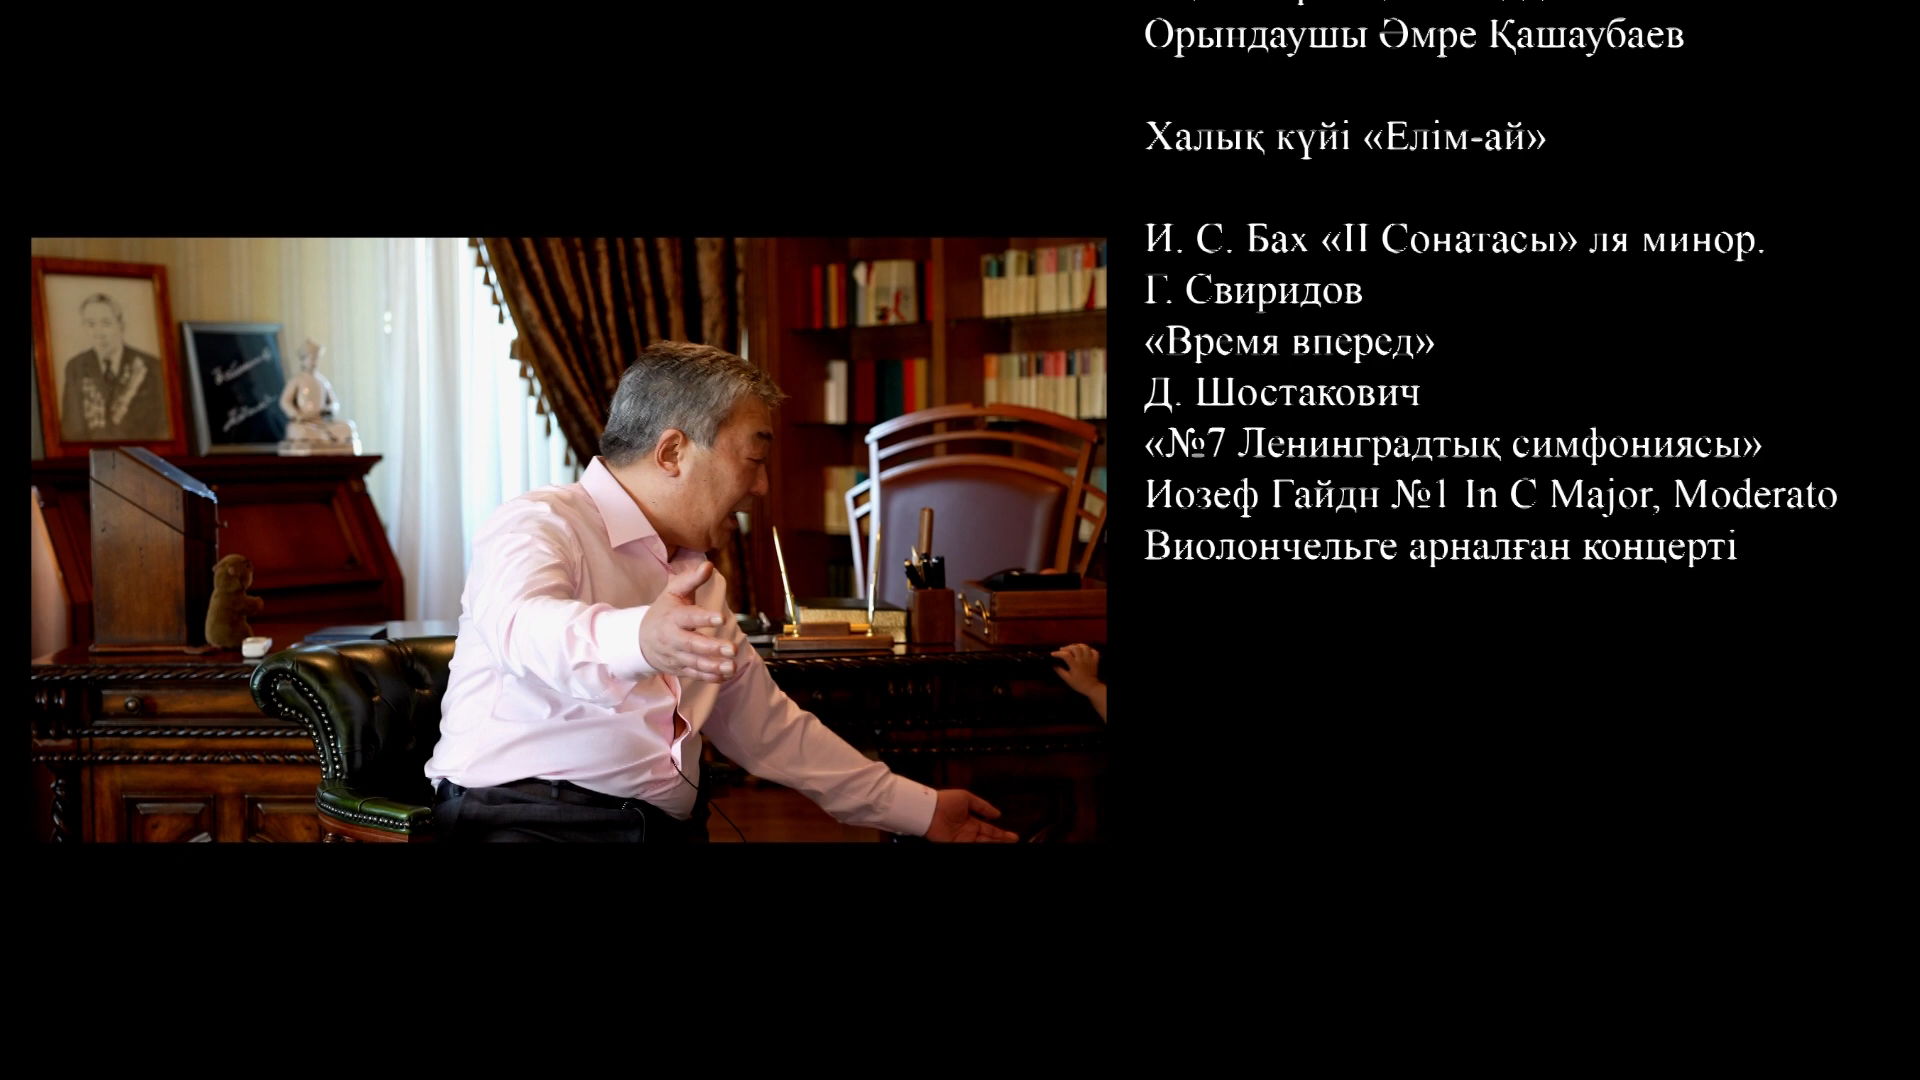 Орындаушы Әмре Қашаубаев
Халық күйі «Елім-ай»
И. С. Бах «II Сонатасы» ля минор.
Г. Свиридов
«Время вперед»
Д. Шостакович
«№7 Ленинградтық симфониясы»
Иозеф Гайдн №1 In C Major, Moderato
Виолончельге арналған концерті